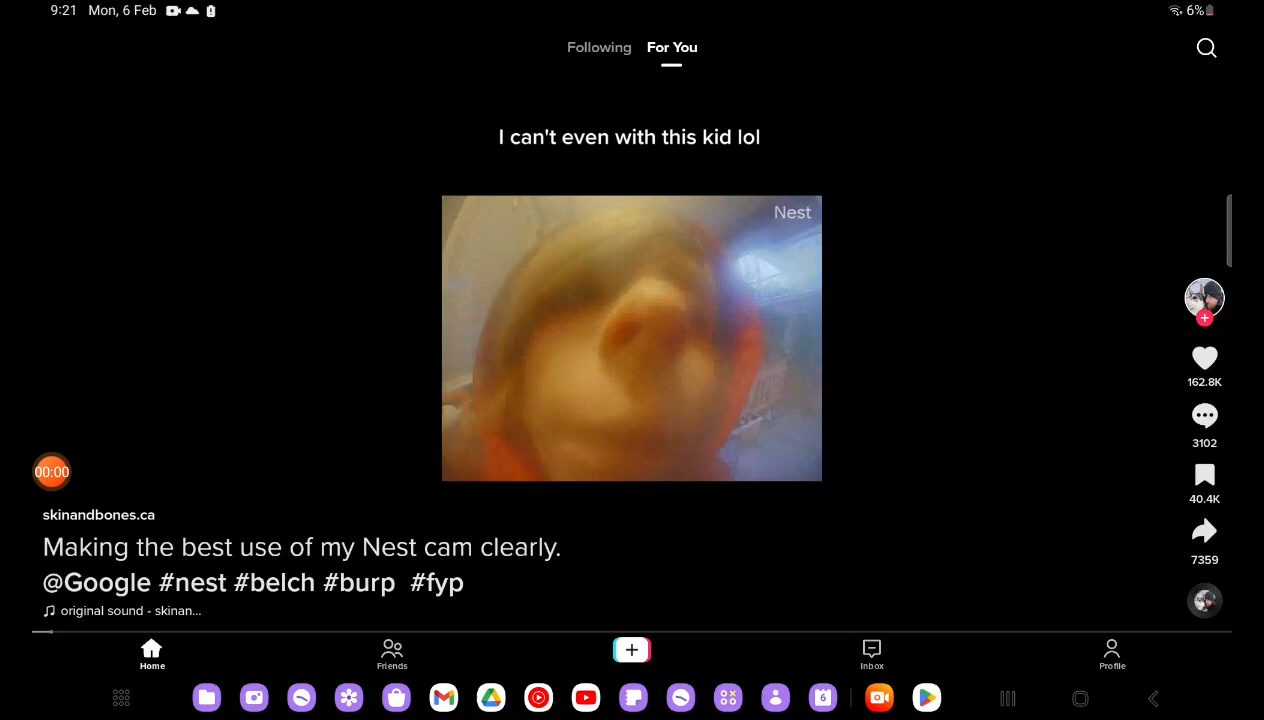 9:21 Mon, 6 Feb
6%
Following For You
I can't even with this kid lol
Nest
162.8K
3102
00:00
40.4K
skinandbones.ca
Making the best use of my Nest cam clearly.
7359
@Google #nest #belch #burp #fyp
original sound - skinan...
Home Friends Inbox Profile
6